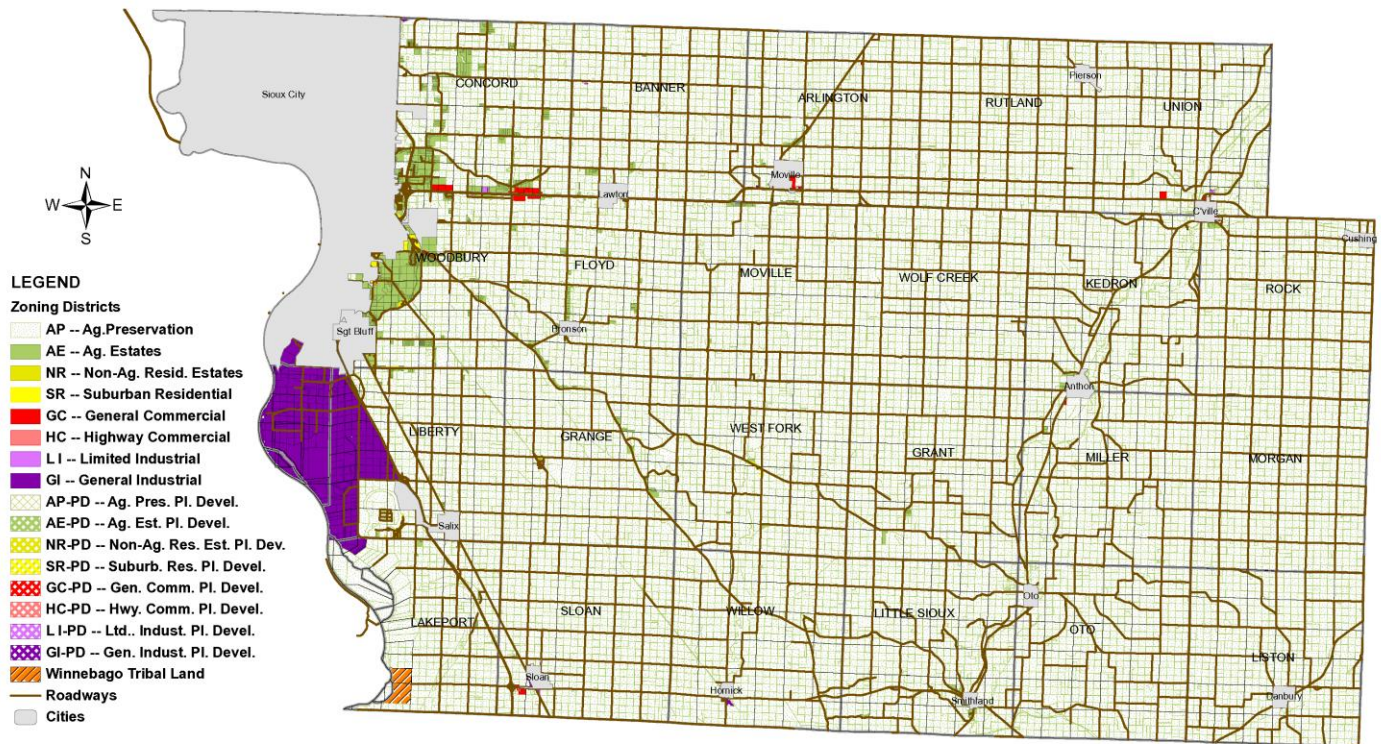 Sioux City
CONCORD
BANNER
ARLINGTON
RUTLAND
Pierson
UNION
Moville
Lawton
C'ville
Cushing
N
W
E
S
WOODBURY
FLOYD
MOVILLE
WOLF CREEK
KEDRON
ROCK
Sgt Bluff
Bronson
Anthon
LIBERTY
GRANGE
WEST FORK
GRANT
MILLER
MORGAN
Salix
LAKEPORT
SLOAN
WILLOW
LITTLE SIOUX
Oto
OTO
LISTON
Sloan
Hornick
Smithland
Danbury
LEGEND
Zoning Districts
AP -- Ag.Preservation
AE -- Ag. Estates
NR -- Non-Ag. Resid. Estates
SR -- Suburban Residential
GC -- General Commercial
HC -- Highway Commercial
L I -- Limited Industrial
GI -- General Industrial
AP-PD -- Ag. Pres. Pl. Devel.
AE-PD -- Ag. Est. Pl. Devel.
NR-PD -- Non-Ag. Res. Est. Pl. Dev.
SR-PD -- Suburb. Res. Pl. Devel.
GC-PD -- Gen. Comm. Pl. Devel.
HC-PD -- Hwy. Comm. Pl. Devel.
L I-PD -- Ltd.. Indust. Pl. Devel.
GI-PD -- Gen. Indust. Pl. Devel.
Winnebago Tribal Land
Roadways
Cities